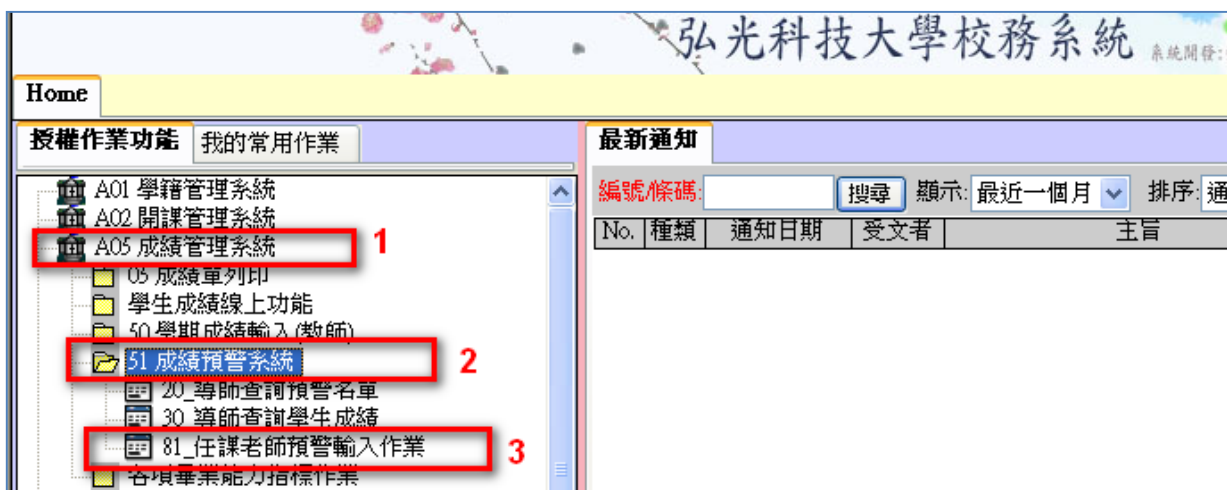 弘光科技大學校務系統 系統開發:
Home
授權作業功能 我的常用作業
A01 學籍管理系統
A02 開課管理系統
A05 成績管理系統 1
05 成績單列印
學生成績線上功能
50 學期成績輸入(教師)
51 成績預警系統 2
20_導師查詢預警名單
30_導師查詢學生成績
81_任課老師預警輸入作業 3
各項畢業能力指標作業
最新通知
編號/條碼: 搜尋 顯示: 最近一個月 排序: 通
No. 種類 通知日期 受文者 主旨